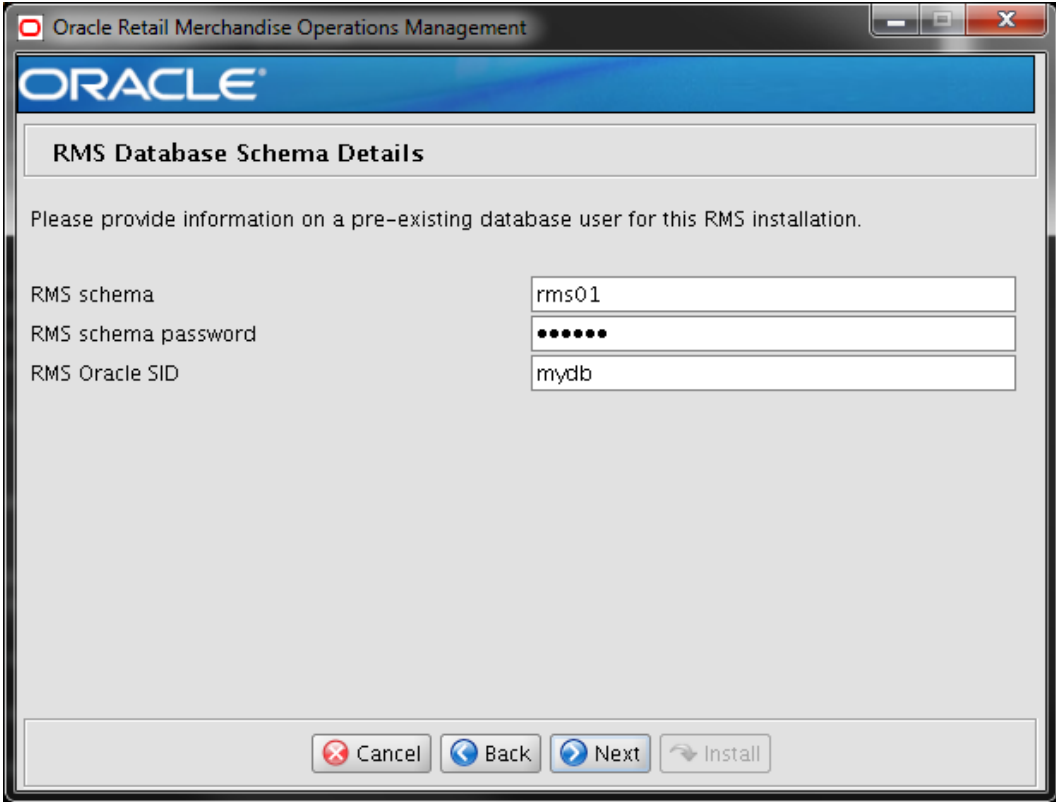 Oracle Retail Merchandise Operations Management
ORACLE®
RMS Database Schema Details
Please provide information on a pre-existing database user for this RMS installation.
RMS schema rms01
RMS schema password ••••••
RMS Oracle SID mydb
Cancel Back Next Install